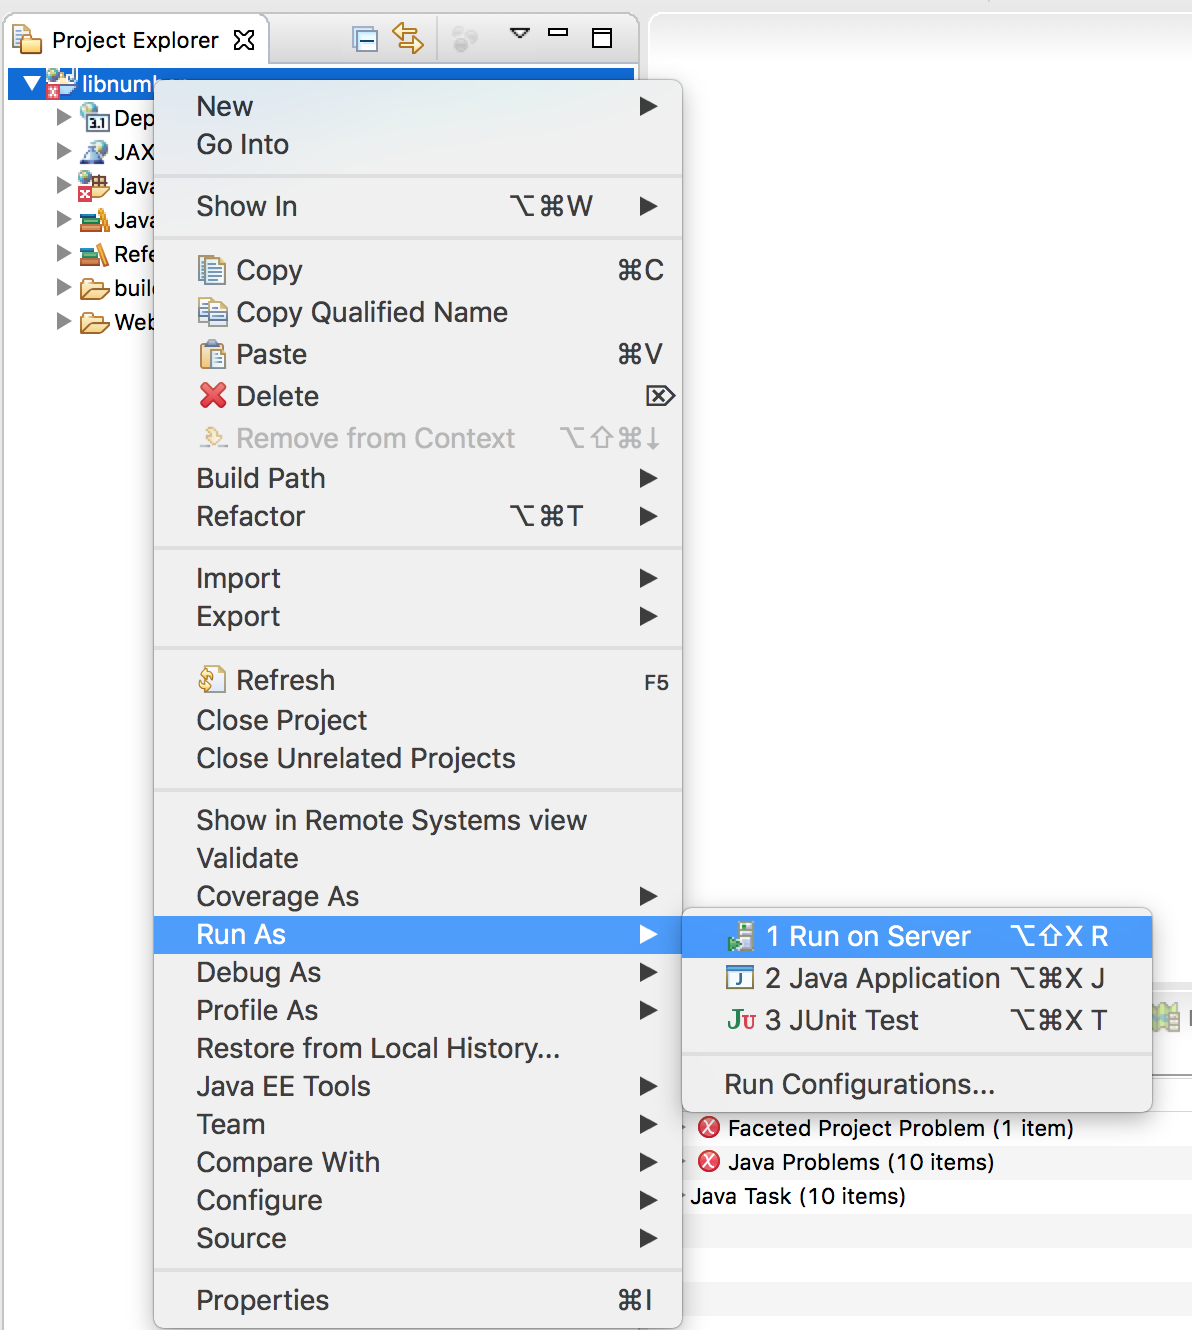 Project Explorer
libnumber
Dep
JAX
Java
Java
Refe
buil
Web
New
Go Into
Show In ⌥⌘W
Copy ⌘C
Copy Qualified Name
Paste ⌘V
Delete ⌦
Remove from Context ⌥⇧⌘↓
Build Path
Refactor ⌥⌘T
Import
Export
Refresh F5
Close Project
Close Unrelated Projects
Show in Remote Systems view
Validate
Coverage As
Run As
Debug As
Profile As
Restore from Local History...
Java EE Tools
Team
Compare With
Configure
Source
Properties ⌘I
1 Run on Server ⌥⇧X R
2 Java Application ⌥⌘X J
3 JUnit Test ⌥⌘X T
Run Configurations...
Faceted Project Problem (1 item)
Java Problems (10 items)
Java Task (10 items)